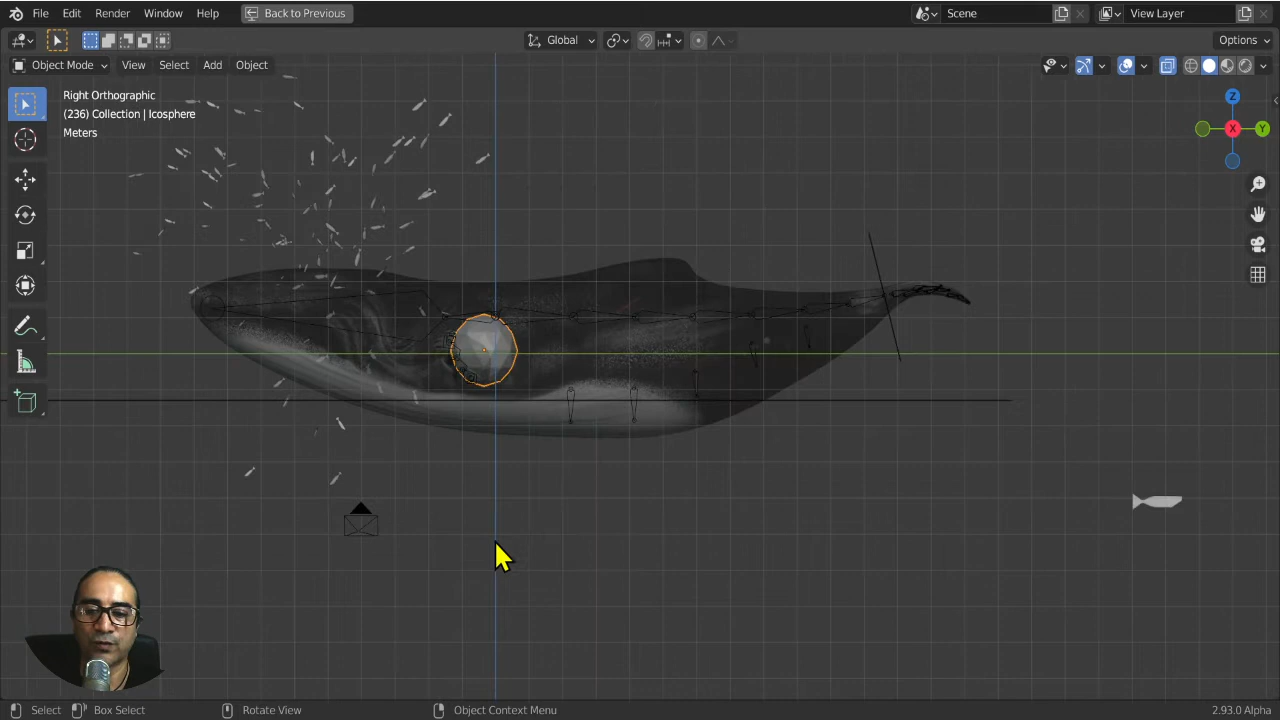 File Edit Render Window Help Back to Previous Scene View Layer
Global Options
Object Mode View Select Add Object
Right Orthographic
(236) Collection | Icosphere
Meters
Z
X
Y
Select Box Select Rotate View Object Context Menu 2.93.0 Alpha